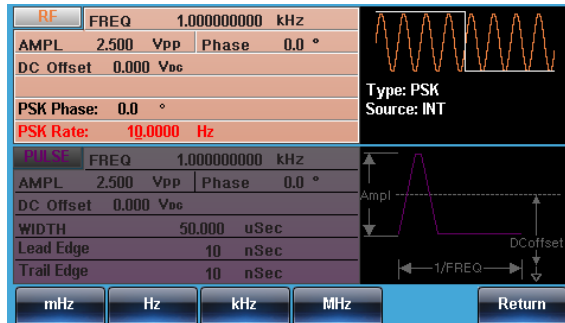 RF FREQ 1.000000000 kHz
AMPL 2.500 Vpp Phase 0.0 °
DC Offset 0.000 VDC
Type: PSK
PSK Phase: 0.0 °
Source: INT
PSK Rate: 10.0000 Hz
PULSE FREQ 1.000000000 kHz
AMPL 2.500 Vpp Phase 0.0 °
Ampl
DC Offset 0.000 VDC
WIDTH 50.000 uSec
DCoffset
Lead Edge 10 nSec
Trail Edge 10 nSec
1/FREQ
mHz Hz kHz MHz Return